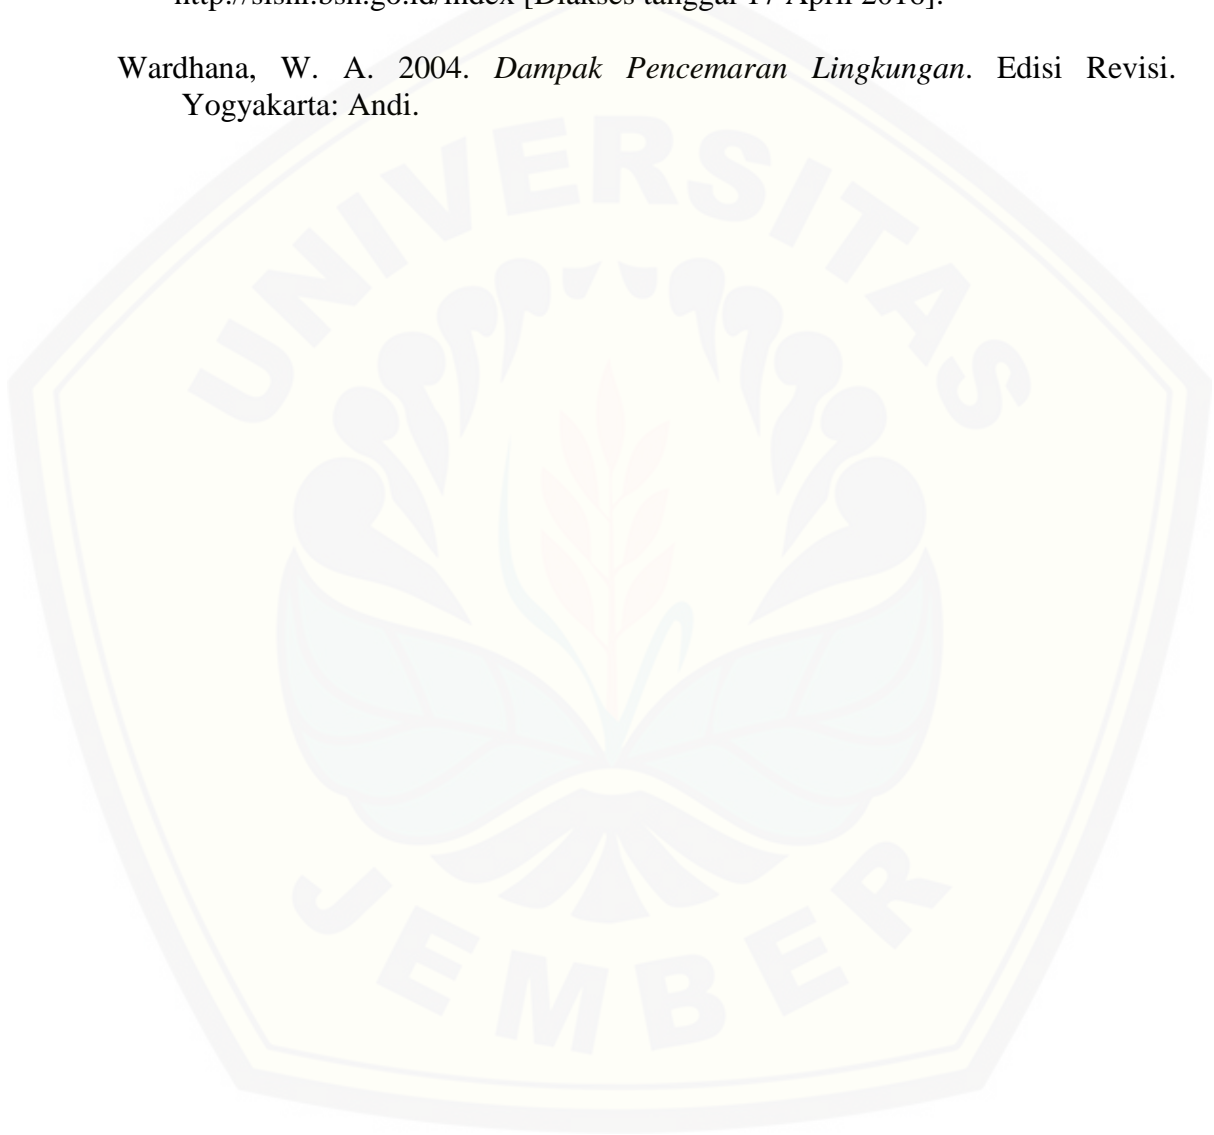 http://sisni.bsn.go.id/index [Diakses tanggal 17 April 2016].
Wardhana, W. A. 2004. Dampak Pencemaran Lingkungan. Edisi Revisi.
Yogyakarta: Andi.
UNIVERSITAS
JEMBER